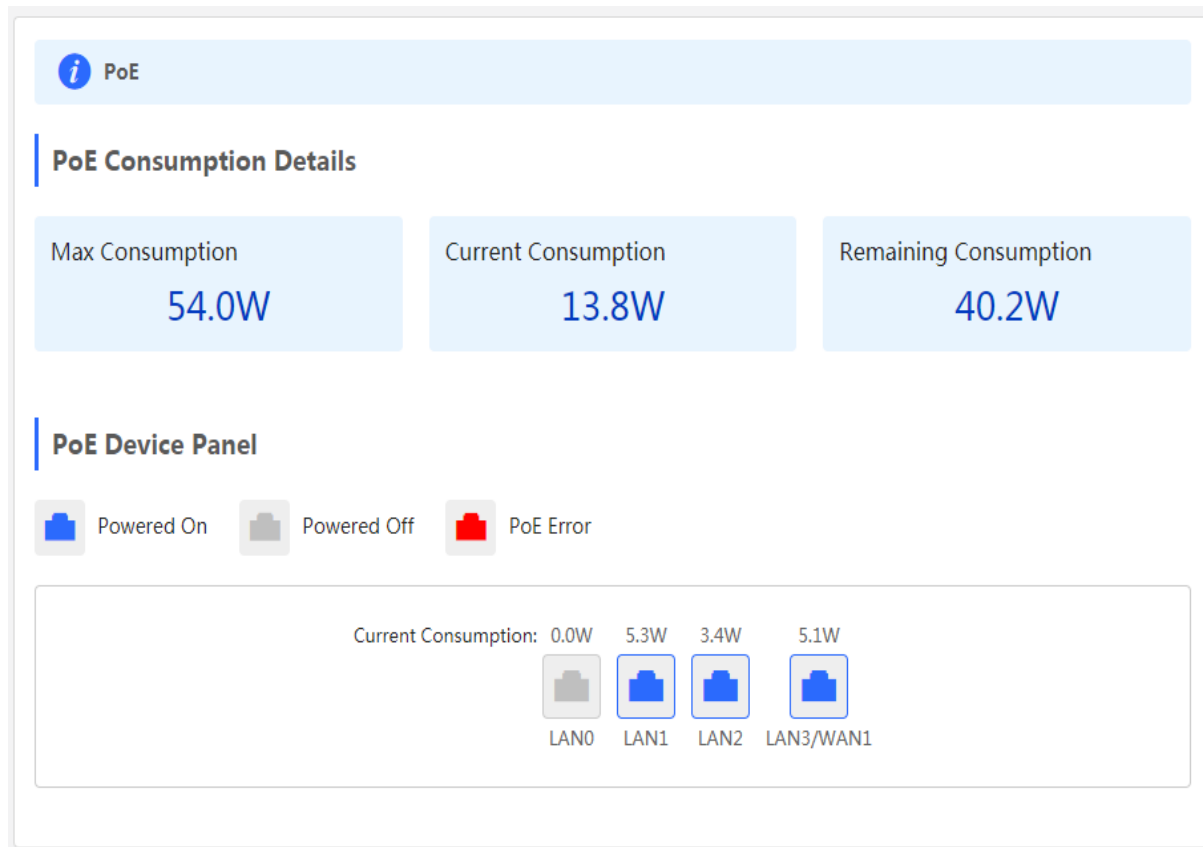 PoE
PoE Consumption Details
Max Consumption Current Consumption Remaining Consumption
54.0W 13.8W 40.2W
PoE Device Panel
Powered On Powered Off PoE Error
Current Consumption: 0.0W 5.3W 3.4W 5.1W
LAN0 LAN1 LAN2 LAN3/WAN1